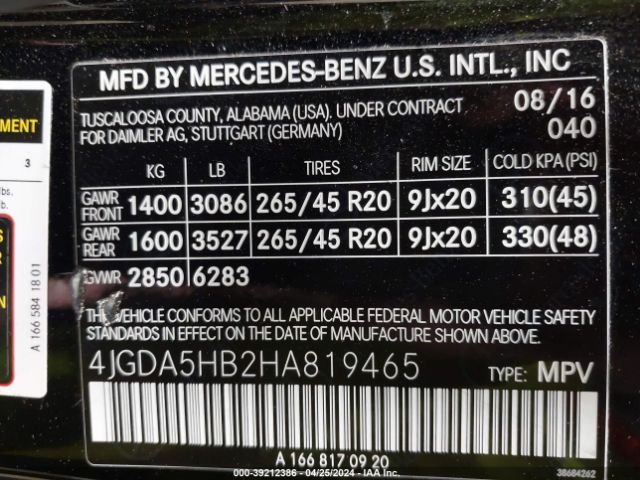 MFD BY MERCEDES-BENZ U.S. INTL., INC
TUSCALOOSA COUNTY, ALABAMA (USA). UNDER CONTRACT 08/16
FOR DAIMLER AG, STUTTGART (GERMANY) 040
KG LB TIRES RIM SIZE COLD KPA(PSI)
GAWR FRONT 1400 3086 265/45 R20 9Jx20 310(45)
GAWR REAR 1600 3527 265/45 R20 9Jx20 330(48)
GVWR 2850 6283
VEHICLE CONFORMS TO ALL APPLICABLE FEDERAL MOTOR VEHICLE SAFETY
STANDARDS IN EFFECT ON THE DATE OF MANUFACTURE SHOWN ABOVE.
4JGDA5HB2HA819465 TYPE: MPV
A 166 817 09 20
38684262
3
lbs.
A 166 584 18 01
000-39212386 - 04/25/2024 - IAAI